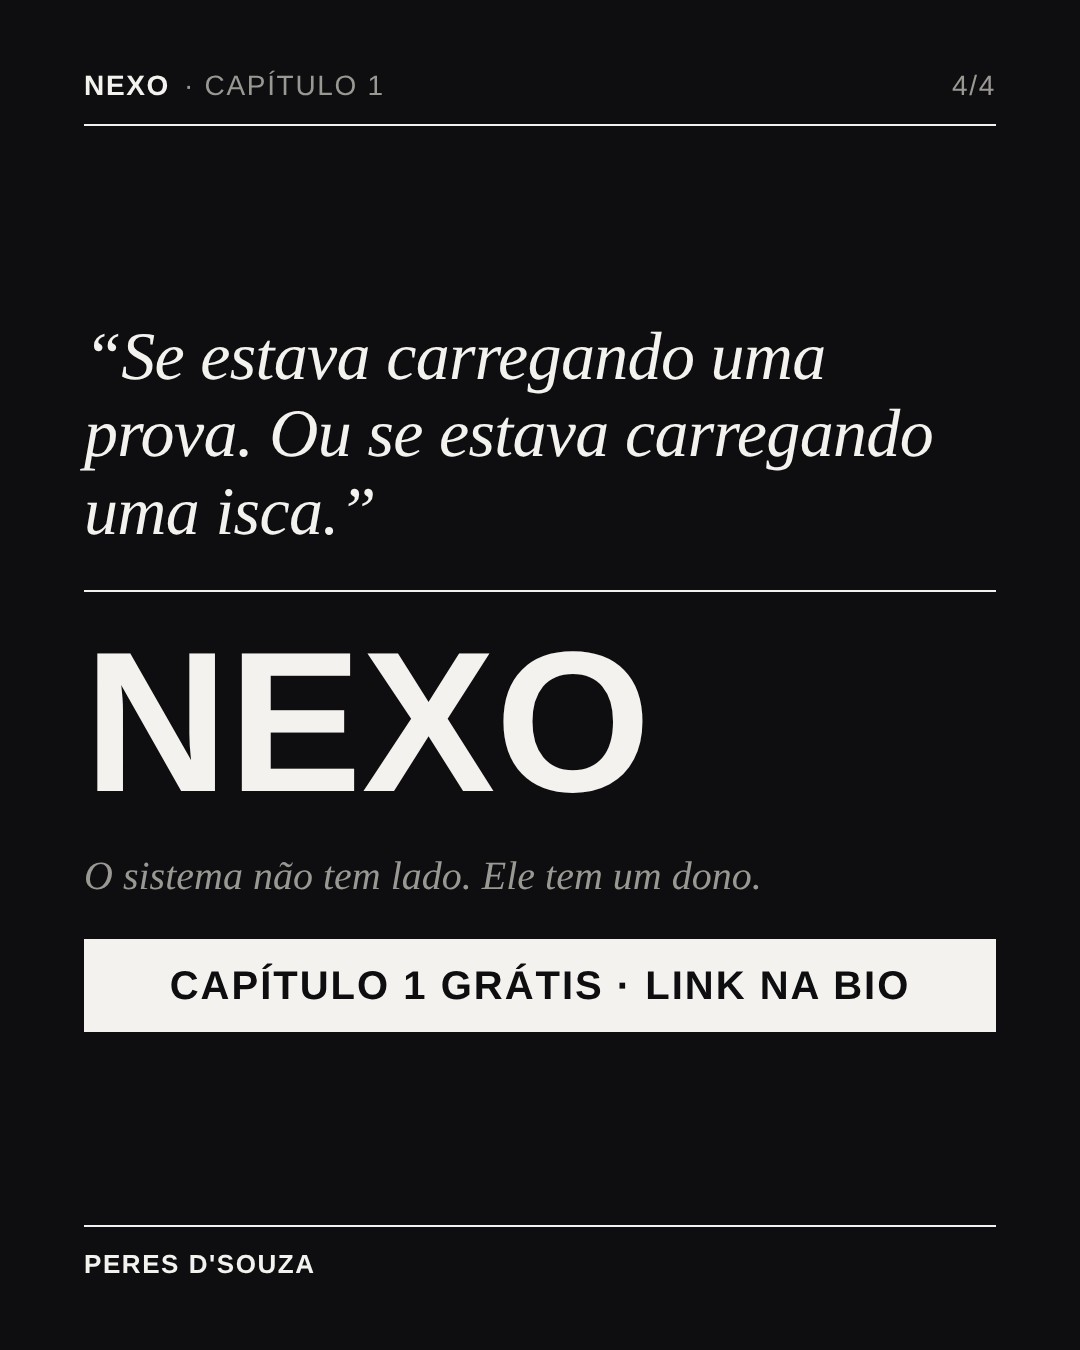 NEXO · CAPÍTULO 1
4/4
“Se estava carregando uma
prova. Ou se estava carregando
uma isca.”
NEXO
O sistema não tem lado. Ele tem um dono.
CAPÍTULO 1 GRÁTIS · LINK NA BIO
PERES D'SOUZA